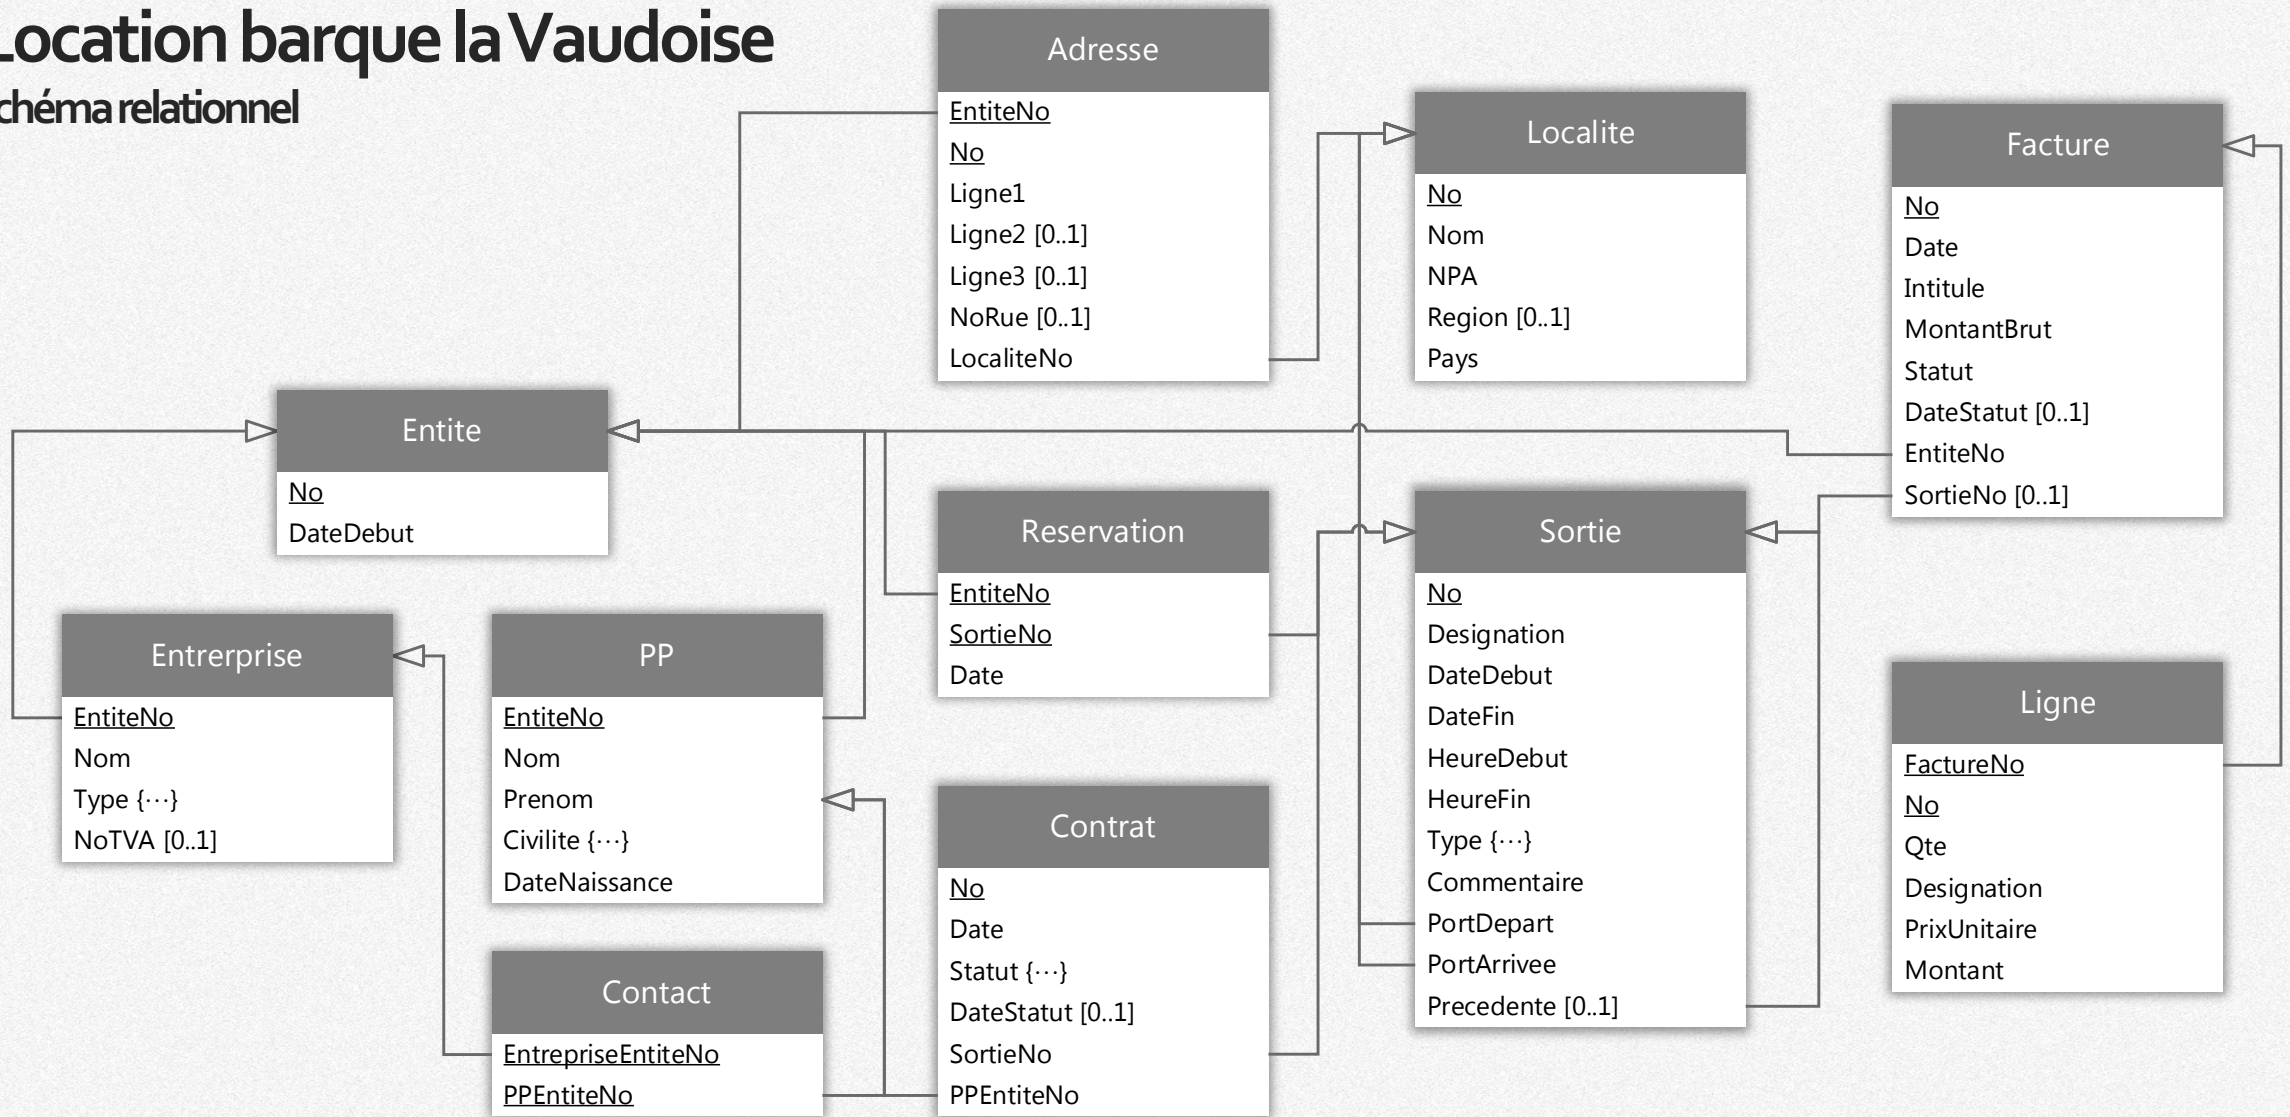 Location barque la Vaudoise
chéma relationnel
Adresse
EntiteNo
No
Ligne1
Ligne2 [0..1]
Ligne3 [0..1]
NoRue [0..1]
LocaliteNo
Localite
No
Nom
NPA
Region [0..1]
Pays
Facture
No
Date
Intitule
MontantBrut
Statut
DateStatut [0..1]
EntiteNo
SortieNo [0..1]
Entite
No
DateDebut
Reservation
EntiteNo
SortieNo
Date
Sortie
No
Designation
DateDebut
DateFin
HeureDebut
HeureFin
Type {···}
Commentaire
PortDepart
PortArrivee
Precedente [0..1]
Entrerprise
EntiteNo
Nom
Type {···}
NoTVA [0..1]
PP
EntiteNo
Nom
Prenom
Civilite {···}
DateNaissance
Ligne
FactureNo
No
Qte
Designation
PrixUnitaire
Montant
Contrat
No
Date
Statut {···}
DateStatut [0..1]
SortieNo
PPEntiteNo
Contact
EntrepriseEntiteNo
PPEntiteNo